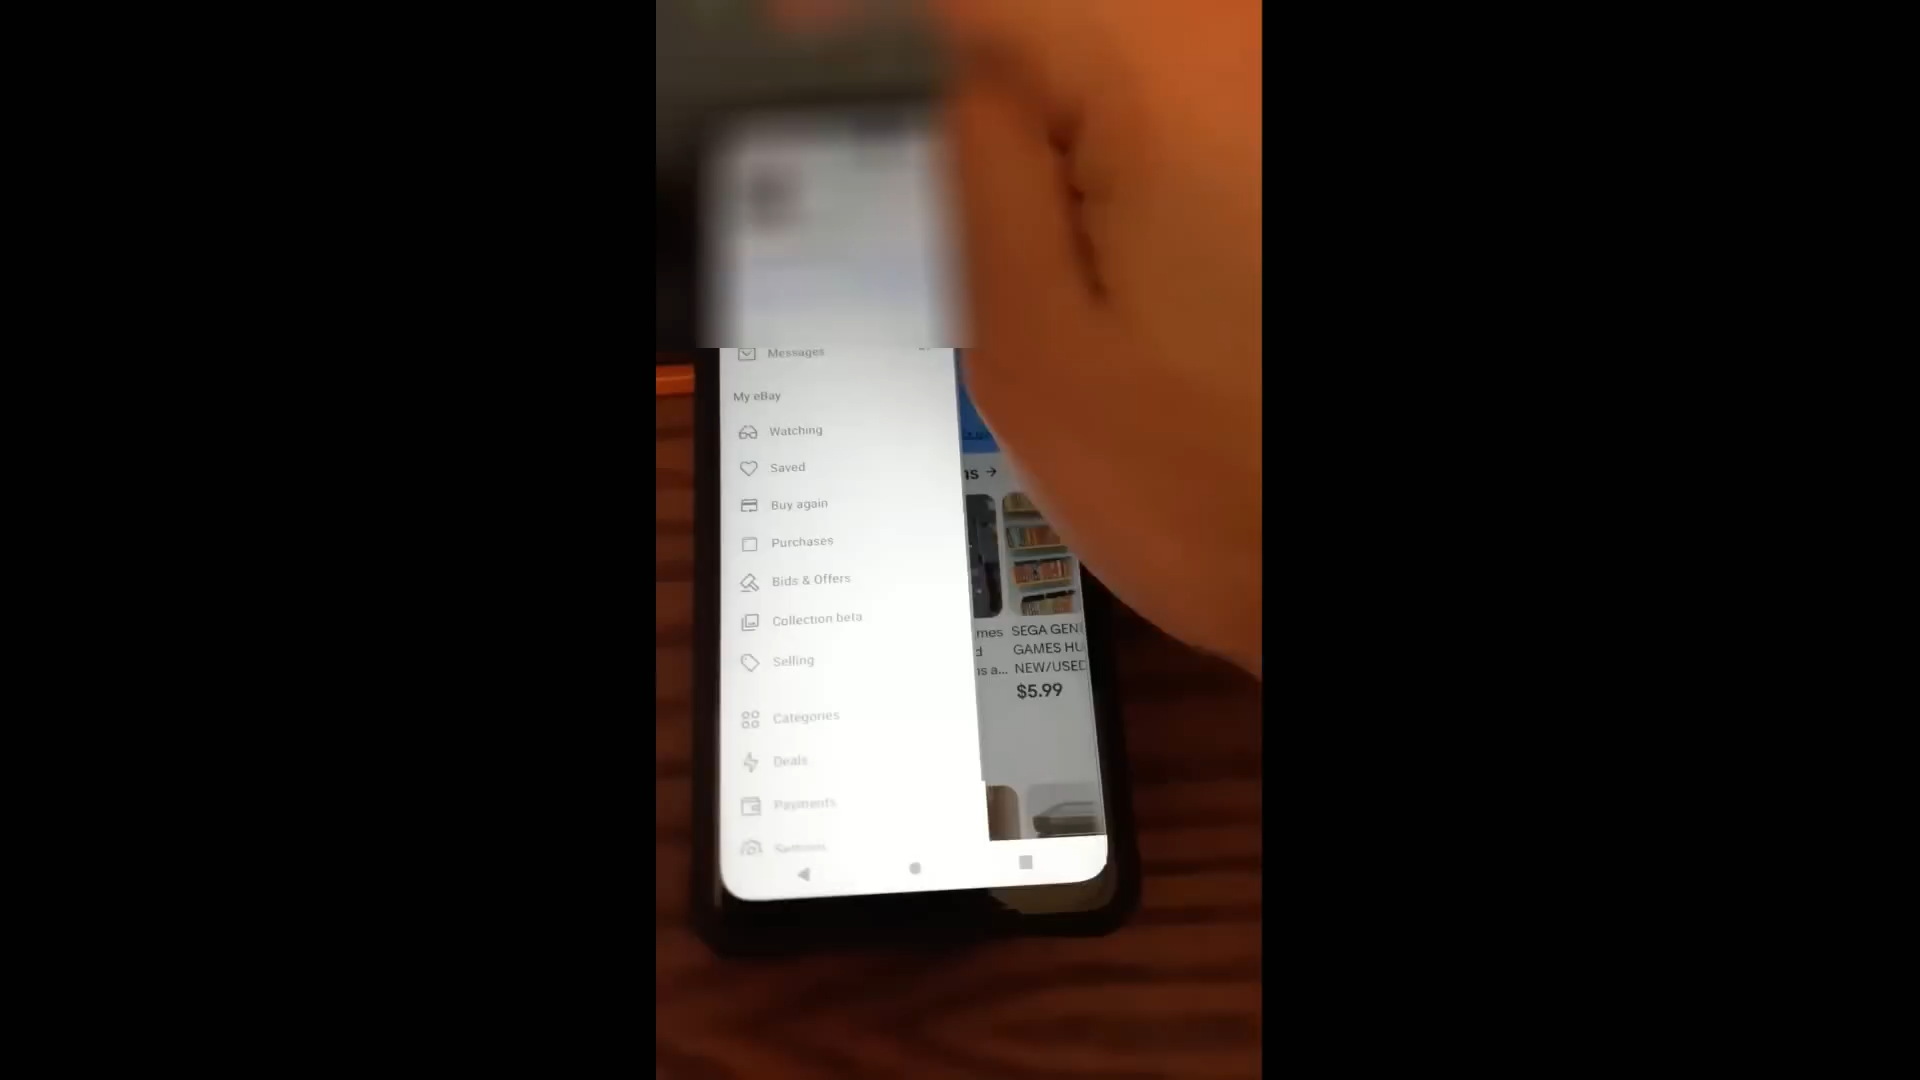 Messages
My eBay
Watching
Saved
Buy again
Purchases
Bids & Offers
Collection beta
Selling
Categories
Deals
Payments
Settings
SEGA GEN
GAMES HU
NEW/USED
$5.99